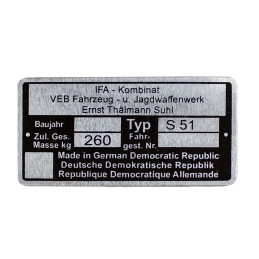 IFA - Kombinat
VEB Fahrzeug - u. Jagdwaffenwerk
Ernst Thälmann Suhl
Baujahr Typ S 51
Zul. Ges. Masse kg 260 Fahr- gest. Nr.
Made in German Democratic Republic
Deutsche Demokratische Republik
Republique Democratique Allemande